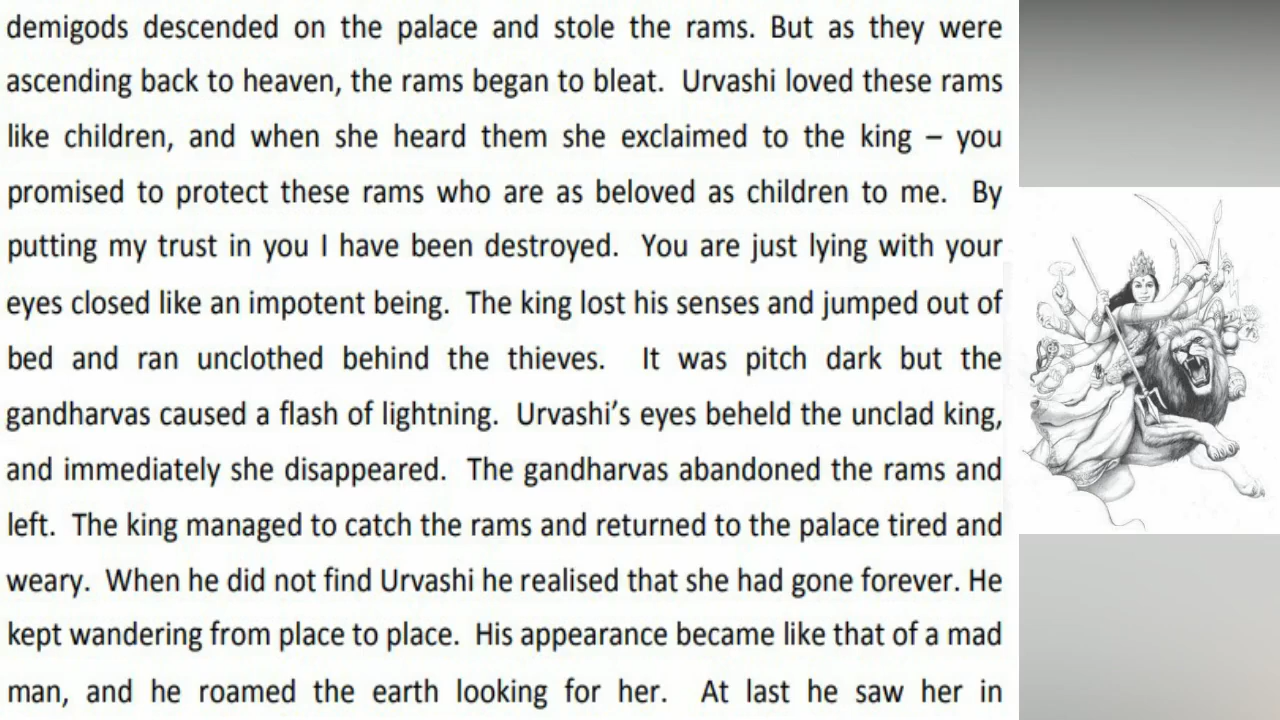 demigods descended on the palace and stole the rams. But as they were
ascending back to heaven, the rams began to bleat. Urvashi loved these rams
like children, and when she heard them she exclaimed to the king – you
promised to protect these rams who are as beloved as children to me. By
putting my trust in you I have been destroyed. You are just lying with your
eyes closed like an impotent being. The king lost his senses and jumped out of
bed and ran unclothed behind the thieves. It was pitch dark but the
gandharvas caused a flash of lightning. Urvashi’s eyes beheld the unclad king,
and immediately she disappeared. The gandharvas abandoned the rams and
left. The king managed to catch the rams and returned to the palace tired and
weary. When he did not find Urvashi he realised that she had gone forever. He
kept wandering from place to place. His appearance became like that of a mad
man, and he roamed the earth looking for her. At last he saw her in